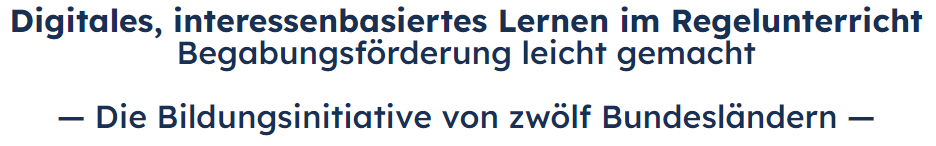 Digitales, interessenbasiertes Lernen im Regelunterricht
Begabungsförderung leicht gemacht
— Die Bildungsinitiative von zwölf Bundesländern —